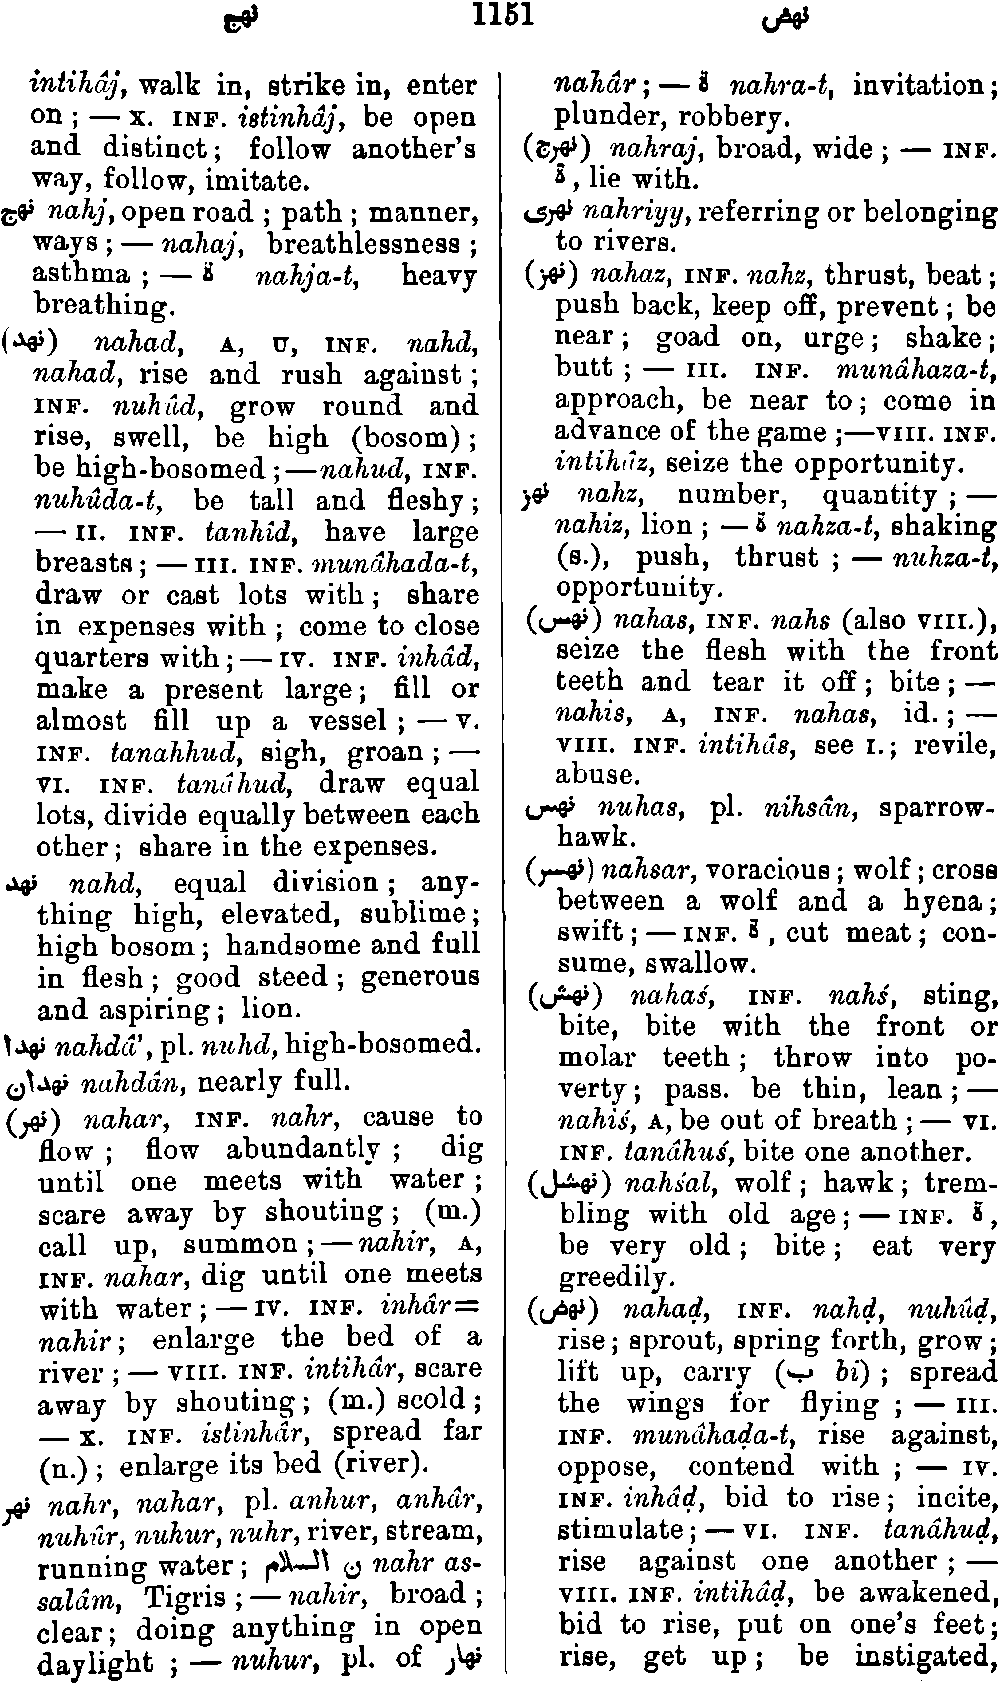 نهج 1151 نهض
intihâj, walk in, strike in, enter
on ; — X. INF. istinhâj, be open
and distinct ; follow another's
way, follow, imitate.
نهج nahj, open road ; path ; manner,
ways ; — nahaj, breathlessness ;
asthma ; — ة nahja-t, heavy
breathing.
(نهد) nahad, A, U, INF. nahd,
nahad, rise and rush against ;
INF. nuhûd, grow round and
rise, swell, be high (bosom) ;
be high-bosomed ; — nahud, INF.
nuhûda-t, be tall and fleshy ;
— II. INF. tanhîd, have large
breasts ; — III. INF. munâhada-t,
draw or cast lots with ; share
in expenses with ; come to close
quarters with ; — IV. INF. inhâd,
make a present large ; fill or
almost fill up a vessel ; — V.
INF. tanahhud, sigh, groan ; —
VI. INF. tanâhud, draw equal
lots, divide equally between each
other ; share in the expenses.
نهد nahd, equal division ; any-
thing high, elevated, sublime ;
high bosom ; handsome and full
in flesh ; good steed ; generous
and aspiring ; lion.
نهدا nahdâ', pl. nuhd, high-bosomed.
نهدان nahdân, nearly full.
(نهر) nahar, INF. nahr, cause to
flow ; flow abundantly ; dig
until one meets with water ;
scare away by shouting ; (m.)
call up, summon ; — nahir, A,
INF. nahar, dig until one meets
with water ; — IV. INF. inhâr =
nahir ; enlarge the bed of a
river ; — VIII. INF. intihâr, scare
away by shouting ; (m.) scold ;
— X. INF. istinhâr, spread far
(n.) ; enlarge its bed (river).
نهر nahr, nahar, pl. anhur, anhâr,
nuhûr, nuhur, nuhr, river, stream,
running water ; ن السلام nahr as-
salâm, Tigris ; — nahir, broad ;
clear ; doing anything in open
daylight ; — nuhur, pl. of نهار
nahâr ; — ة nahra-t, invitation ;
plunder, robbery.
(نهرج) nahraj, broad, wide ; — INF.
ة, lie with.
نهرى nahriyy, referring or belonging
to rivers.
(نهز) nahaz, INF. nahz, thrust, beat ;
push back, keep off, prevent ; be
near ; goad on, urge ; shake ;
butt ; — III. INF. munâhaza-t,
approach, be near to ; come in
advance of the game ; — VIII. INF.
intihâz, seize the opportunity.
نهز nahz, number, quantity ; —
nahiz, lion ; — ة nahza-t, shaking
(s.), push, thrust ; — nuhza-t,
opportunity.
(نهس) nahas, INF. nahs (also VIII.),
seize the flesh with the front
teeth and tear it off ; bite ; —
nahis, A, INF. nahas, id. ; —
VIII. INF. intihâs, see I. ; revile,
abuse.
نهس nuhas, pl. nihsân, sparrow-
hawk.
(نهسر) nahsar, voracious ; wolf ; cross
between a wolf and a hyena ;
swift ; — INF. ة, cut meat ; con-
sume, swallow.
(نهش) nahaś, INF. nahś, sting,
bite, bite with the front or
molar teeth ; throw into po-
verty ; pass. be thin, lean ; —
nahiś, A, be out of breath ; — VI.
INF. tanâhuś, bite one another.
(نهشل) nahśal, wolf ; hawk ; trem-
bling with old age ; — INF. ة,
be very old ; bite ; eat very
greedily.
(نهض) nahaḍ, INF. nahḍ, nuhûḍ,
rise ; sprout, spring forth, grow ;
lift up, carry (ب bi) ; spread
the wings for flying ; — III.
INF. munâhaḍa-t, rise against,
oppose, contend with ; — IV.
INF. inhâḍ, bid to rise ; incite,
stimulate ; — VI. INF. tanâhuḍ,
rise against one another ; —
VIII. INF. intihâḍ, be awakened,
bid to rise, put on one's feet ;
rise, get up ; be instigated,